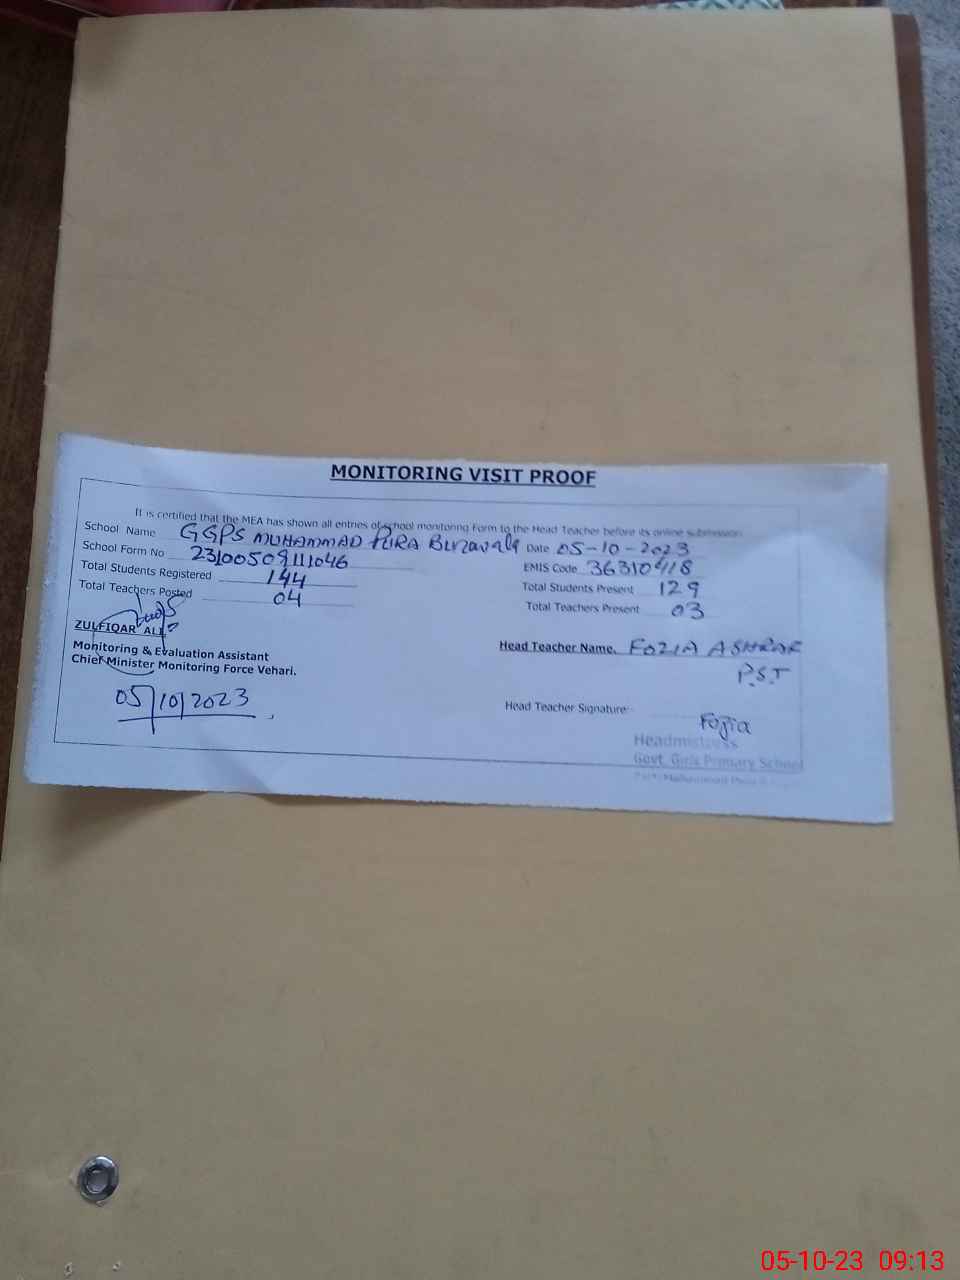 MONITORING VISIT PROOF
It is certified that the MEA has shown all entries of school monitoring Form to the Head Teacher before its online submission
School Name GGPS MUHAMMAD PURA Date 05-10-2023
School Form No 23100509111046 EMIS Code 36310418
Total Students Registered 144 Total Students Present 129
Total Teachers Posted 04 Total Teachers Present 03
ZULFIQAR ALI
Monitoring & Evaluation Assistant
Chief Minister Monitoring Force Vehari.
05/10/2023
Head Teacher Name. FOZIA ASHRAF
P.S.T
Head Teacher Signature:- Fozia
Headmistress
Govt. Girls Primary School
05-10-23 09:13